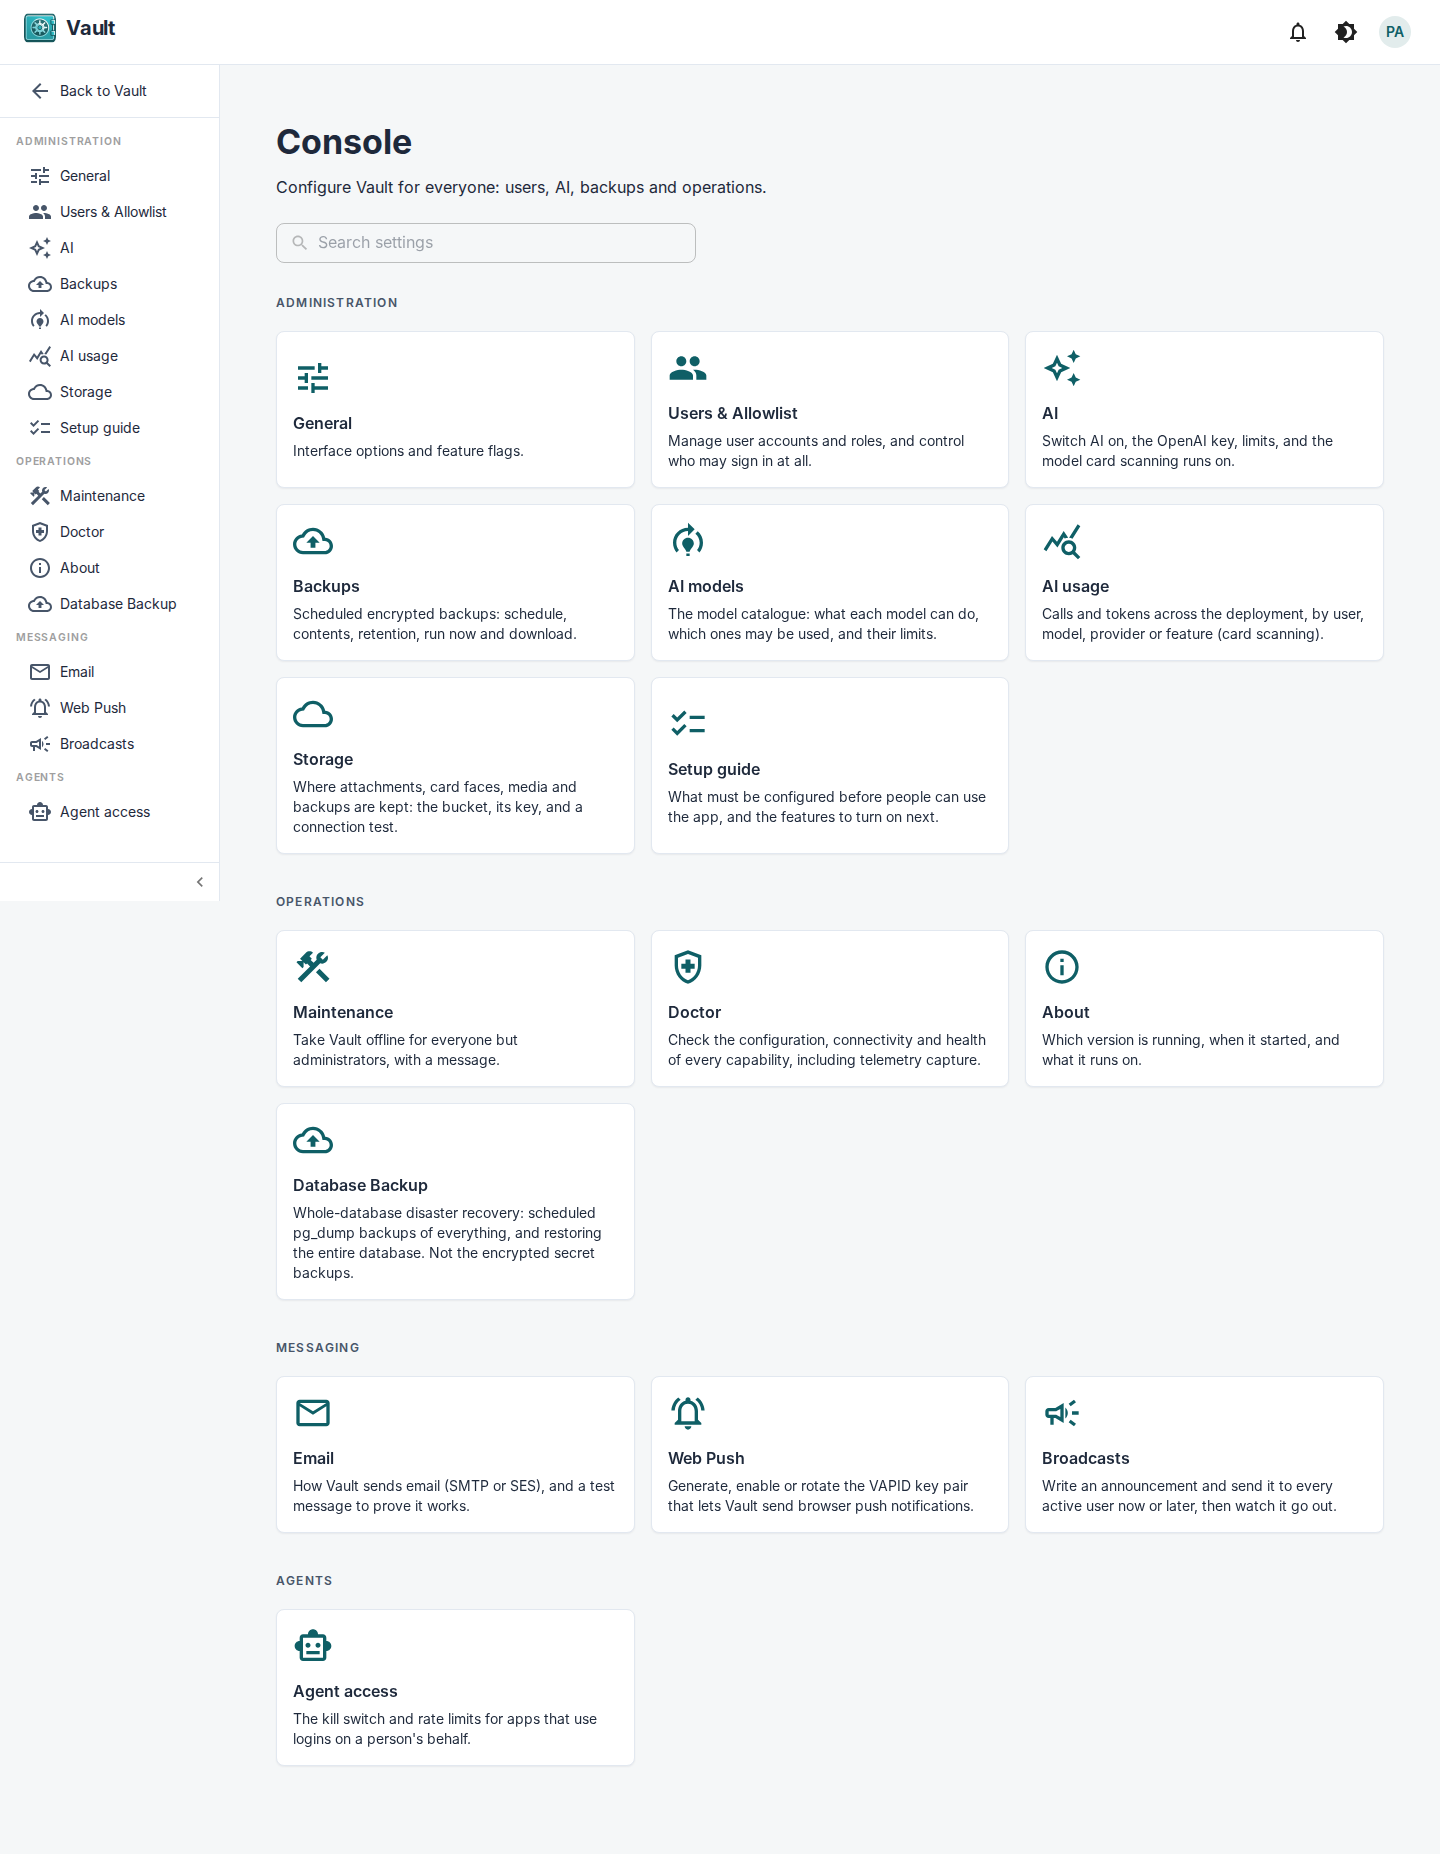 Vault
PA
Back to Vault
ADMINISTRATION
General
Users & Allowlist
AI
Backups
AI models
AI usage
Storage
Setup guide
OPERATIONS
Maintenance
Doctor
About
Database Backup
MESSAGING
Email
Web Push
Broadcasts
AGENTS
Agent access
Console
Configure Vault for everyone: users, AI, backups and operations.
Search settings
ADMINISTRATION
General
Interface options and feature flags.
Users & Allowlist
Manage user accounts and roles, and control
who may sign in at all.
AI
Switch AI on, the OpenAI key, limits, and the
model card scanning runs on.
Backups
Scheduled encrypted backups: schedule,
contents, retention, run now and download.
AI models
The model catalogue: what each model can do,
which ones may be used, and their limits.
AI usage
Calls and tokens across the deployment, by user,
model, provider or feature (card scanning).
Storage
Where attachments, card faces, media and
backups are kept: the bucket, its key, and a
connection test.
Setup guide
What must be configured before people can use
the app, and the features to turn on next.
OPERATIONS
Maintenance
Take Vault offline for everyone but
administrators, with a message.
Doctor
Check the configuration, connectivity and health
of every capability, including telemetry capture.
About
Which version is running, when it started, and
what it runs on.
Database Backup
Whole-database disaster recovery: scheduled
pg_dump backups of everything, and restoring
the entire database. Not the encrypted secret
backups.
MESSAGING
Email
How Vault sends email (SMTP or SES), and a test
message to prove it works.
Web Push
Generate, enable or rotate the VAPID key pair
that lets Vault send browser push notifications.
Broadcasts
Write an announcement and send it to every
active user now or later, then watch it go out.
AGENTS
Agent access
The kill switch and rate limits for apps that use
logins on a person's behalf.